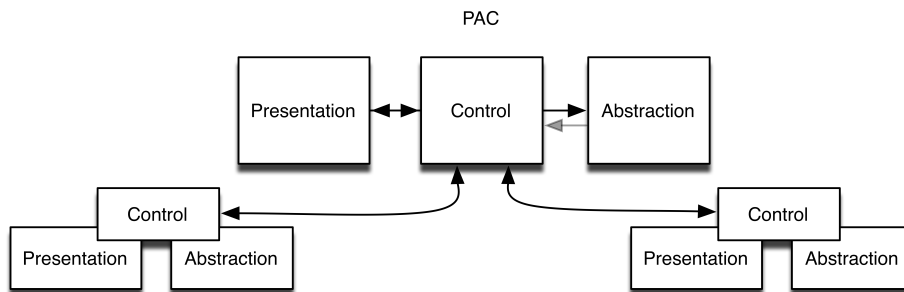 PAC
Presentation
Control
Abstraction
Control
Presentation
Abstraction
Control
Presentation
Abstraction